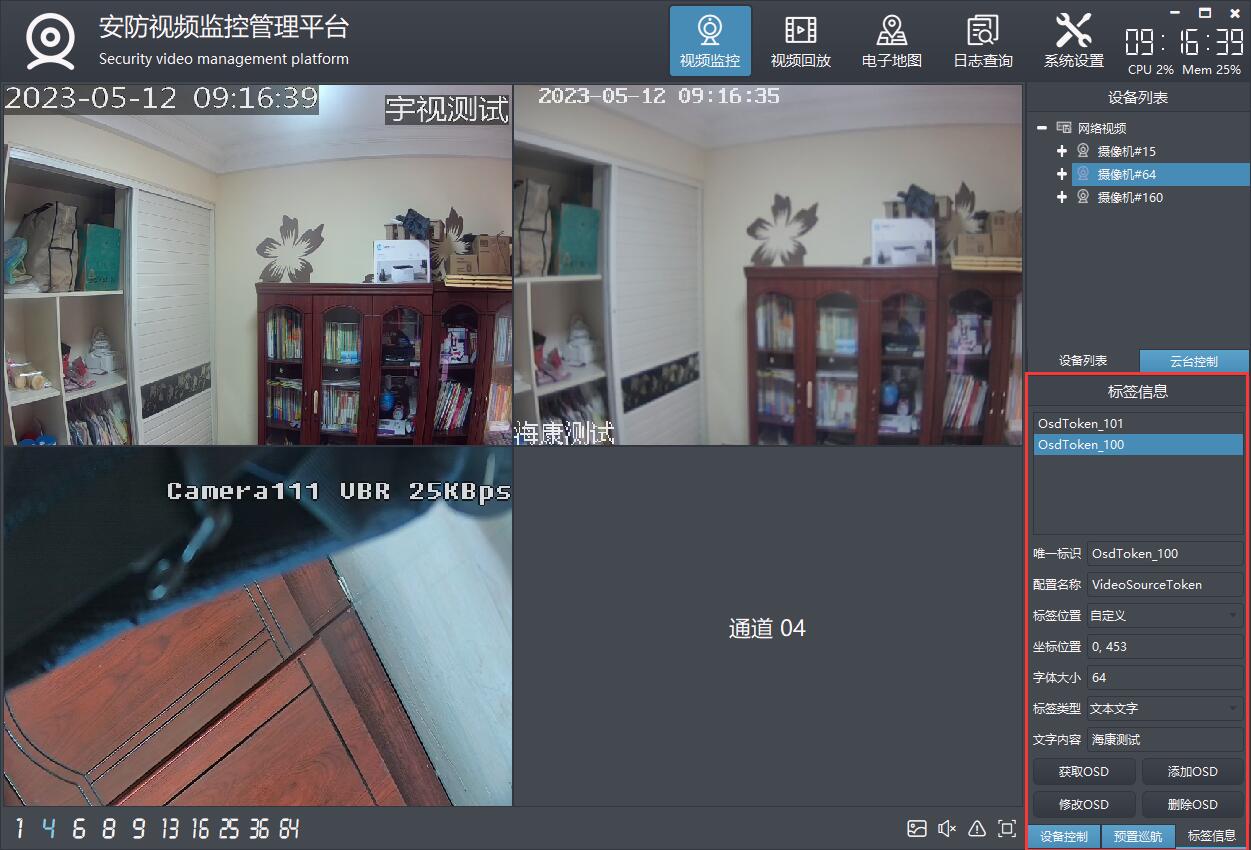 安防视频监控管理平台
Security video management platform
视频监控
视频回放
电子地图
日志查询
系统设置
09:16:39
CPU 2% Mem 25%
2023-05-12 09:16:39
宇视测试
2023-05-12 09:16:35
海康测试
Camera111 VBR 25KBps
通道 04
设备列表
网络视频
摄像机#15
摄像机#64
摄像机#160
设备列表 云台控制
标签信息
OsdToken_101
OsdToken_100
唯一标识 OsdToken_100
配置名称 VideoSourceToken
标签位置 自定义
坐标位置 0, 453
字体大小 64
标签类型 文本文字
文字内容 海康测试
获取OSD 添加OSD
修改OSD 删除OSD
设备控制 预置巡航 标签信息
1 4 6 8 9 13 16 25 36 64